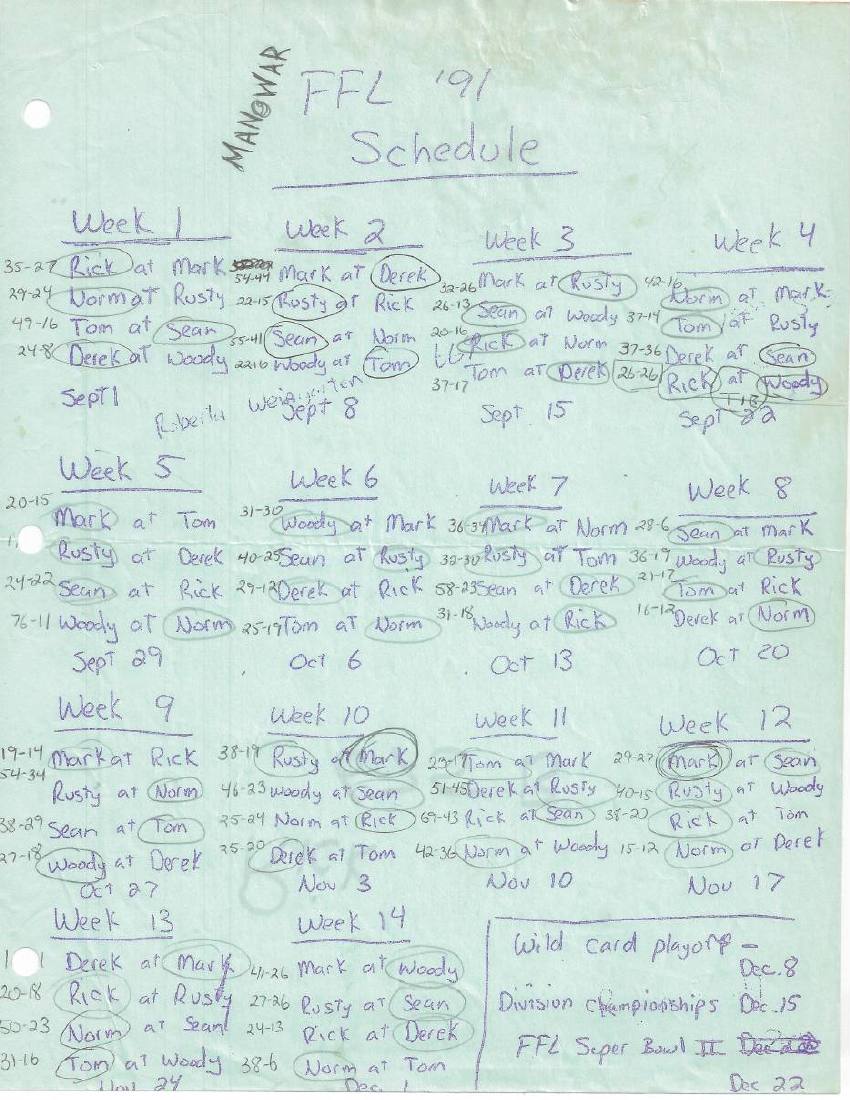 MANOWAR
FFL '91
Schedule
Week 1
35-27 Rick at Mark
29-24 Norm at Rusty
49-16 Tom at Sean
24-8 Derek at Woody
Sept 1
Week 2
54-44 Mark at Derek
22-15 Rusty at Rick
55-41 Sean at Norm
22-16 Woody at Tom
Sept 8
Roberta Weingarten
Week 3
32-26 Mark at Rusty
26-13 Sean at Woody
20-16 Rick at Norm
37-17 Tom at Derek
Sept 15
Week 4
42-16 Norm at Mark
37-14 Tom at Rusty
37-36 Derek at Sean
26-26 Rick at Woody
Sept 22
Week 5
20-15 Mark at Tom
Rusty at Derek
24-22 Sean at Rick
76-11 Woody at Norm
Sept 29
Week 6
31-30 Woody at Mark
40-25 Sean at Rusty
29-12 Derek at Rick
25-19 Tom at Norm
Oct 6
Week 7
36-34 Mark at Norm
Rusty at Tom
58-23 Sean at Derek
31-18 Woody at Rick
Oct 13
Week 8
28-6 Sean at Mark
36-19 Woody at Rusty
21-17 Tom at Rick
16-12 Derek at Norm
Oct 20
Week 9
19-14 Mark at Rick
54-34 Rusty at Norm
38-29 Sean at Tom
27-18 Woody at Derek
Oct 27
Week 10
38-19 Rusty at Mark
46-23 Woody at Sean
25-24 Norm at Rick
25-20 Derek at Tom
Nov 3
Week 11
Tom at Mark
51-45 Derek at Rusty
69-43 Rick at Sean
42-36 Norm at Woody
Nov 10
Week 12
29-27 Mark at Sean
40-15 Rusty at Woody
38-20 Rick at Tom
15-12 Norm at Derek
Nov 17
Week 13
Derek at Mark
20-18 Rick at Rusty
50-23 Norm at Sean
31-16 Tom at Woody
Nov 24
Week 14
41-26 Mark at Woody
27-26 Rusty at Sean
24-13 Rick at Derek
38-6 Norm at Tom
Dec 1
Wild card playoff -
Dec. 8
Division championships Dec. 15
FFL Super Bowl II
Dec 22